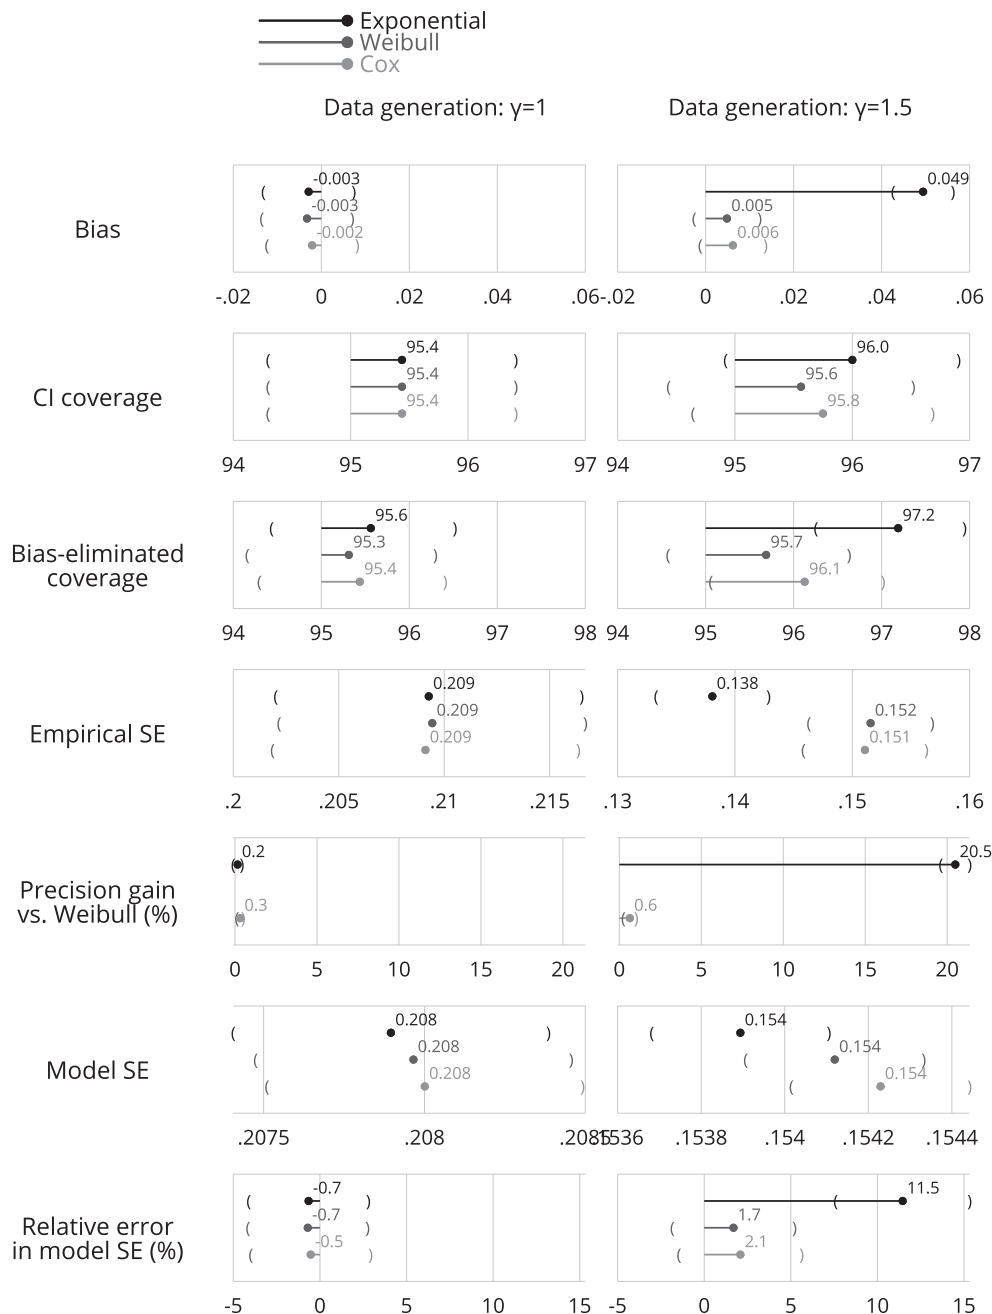 Exponential
Weibull
Cox
Data generation: γ=1 Data generation: γ=1.5
Bias
-0.003
-0.003
-0.002
0.049
0.005
0.006
-.02 0 .02 .04 .06 -.02 0 .02 .04 .06
CI coverage
95.4
95.4
95.4
96.0
95.6
95.8
94 95 96 97 94 95 96 97
Bias-eliminated
coverage
95.6
95.3
95.4
97.2
95.7
96.1
94 95 96 97 98 94 95 96 97 98
Empirical SE
0.209
0.209
0.209
0.138
0.152
0.151
.2 .205 .21 .215 .13 .14 .15 .16
Precision gain
vs. Weibull (%)
0.2
0.3
20.5
0.6
0 5 10 15 20 0 5 10 15 20
Model SE
0.208
0.208
0.208
0.154
0.154
0.154
.2075 .208 .2085 .1536 .1538 .154 .1542 .1544
Relative error
in model SE (%)
-0.7
-0.7
-0.5
11.5
1.7
2.1
-5 0 5 10 15 -5 0 5 10 15